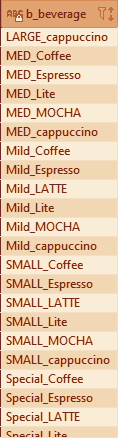 ABC b_beverage
LARGE_cappuccino
MED_Coffee
MED_Espresso
MED_Lite
MED_MOCHA
MED_cappuccino
Mild_Coffee
Mild_Espresso
Mild_LATTE
Mild_Lite
Mild_MOCHA
Mild_cappuccino
SMALL_Coffee
SMALL_Espresso
SMALL_LATTE
SMALL_Lite
SMALL_MOCHA
SMALL_cappuccino
Special_Coffee
Special_Espresso
Special_LATTE
Special_Lite